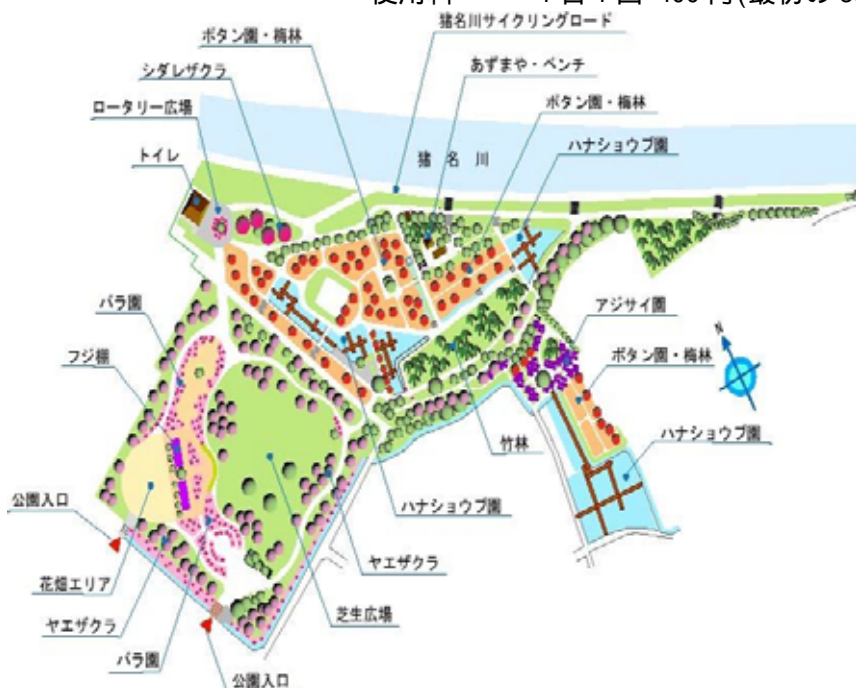 猪名川サイクリングロード
ボタン園・梅林
あずまや・ベンチ
シダレザクラ
ボタン園・梅林
ロータリー広場
ハナショウブ園
トイレ
猪 名 川
バラ園
アジサイ園
フジ棚
ボタン園・梅林
竹林
ハナショウブ園
公園入口
ハナショウブ園
ヤエザクラ
花畑エリア
芝生広場
ヤエザクラ
バラ園
公園入口
N